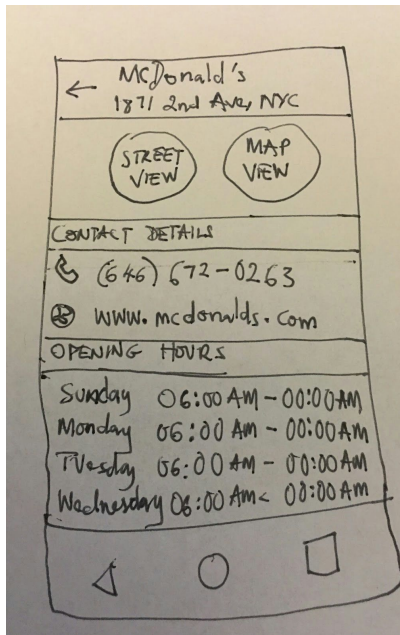 McDonald's
1871 2nd Ave, NYC
STREET VIEW
MAP VIEW
CONTACT DETAILS
(646) 672-0263
www.mcdonalds.com
OPENING HOURS
Sunday 06:00 AM - 00:00 AM
Monday 06:00 AM - 00:00 AM
Tuesday 06:00 AM - 00:00 AM
Wednesday 06:00 AM < 00:00 AM